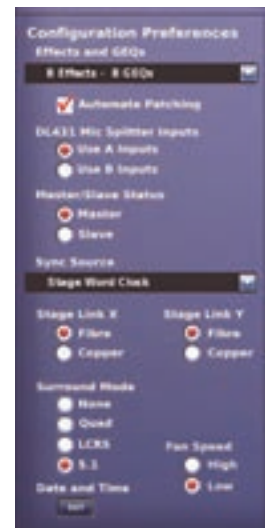 Configuration Preferences
Effects and GEQs
8 Effects - 8 GEQs
Automate Patching
DL431 Mic Splitter Inputs
Use A Inputs
Use B Inputs
Master/Slave Status
Master
Slave
Sync Source
Stage Word Clock
Stage Link X Stage Link Y
Fibre Fibre
Copper Copper
Surround Mode
None
Quad
LCRS Fan Speed
5.1 High
Date and Time Low
SET